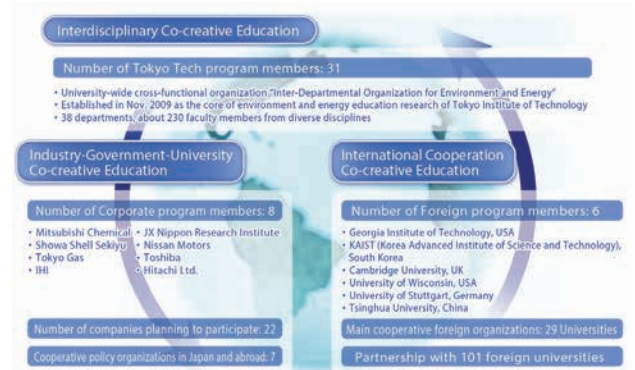 Interdisciplinary Co-creative Education
Number of Tokyo Tech program members: 31
• University-wide cross-functional organization "Inter-Departmental Organization for Environment and Energy"
• Established in Nov. 2009 as the core of environment and energy education research of Tokyo Institute of Technology
• 38 departments, about 230 faculty members from diverse disciplines
Industry-Government-University
Co-creative Education
Number of Corporate program members: 8
• Mitsubishi Chemical
• Showa Shell Sekiyu
• Tokyo Gas
• IHI
• JX Nippon Research Institute
• Nissan Motors
• Toshiba
• Hitachi Ltd.
Number of companies planning to participate: 22
Cooperative policy organizations in Japan and abroad: 7
International Cooperation
Co-creative Education
Number of Foreign program members: 6
• Georgia Institute of Technology, USA
• KAIST (Korea Advanced Institute of Science and Technology),
South Korea
• Cambridge University, UK
• University of Wisconsin, USA
• University of Stuttgart, Germany
• Tsinghua University, China
Main cooperative foreign organizations: 29 Universities
Partnership with 101 foreign universities